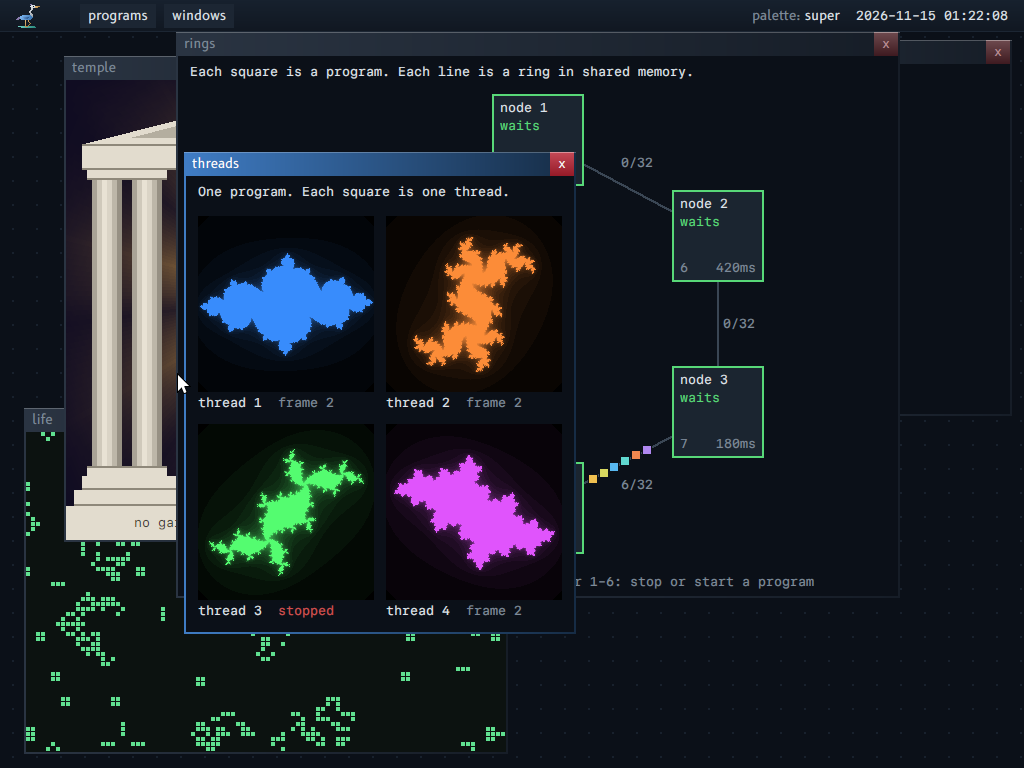 programs windows palette: super 2026-11-15 01:22:08
rings x
x
temple
Each square is a program. Each line is a ring in shared memory.
node 1
waits
0/32
node 2
waits
6 420ms
0/32
node 3
waits
7 180ms
6/32
1-6: stop or start a program
threads x
One program. Each square is one thread.
thread 1 frame 2
thread 2 frame 2
thread 3 stopped
thread 4 frame 2
life
no